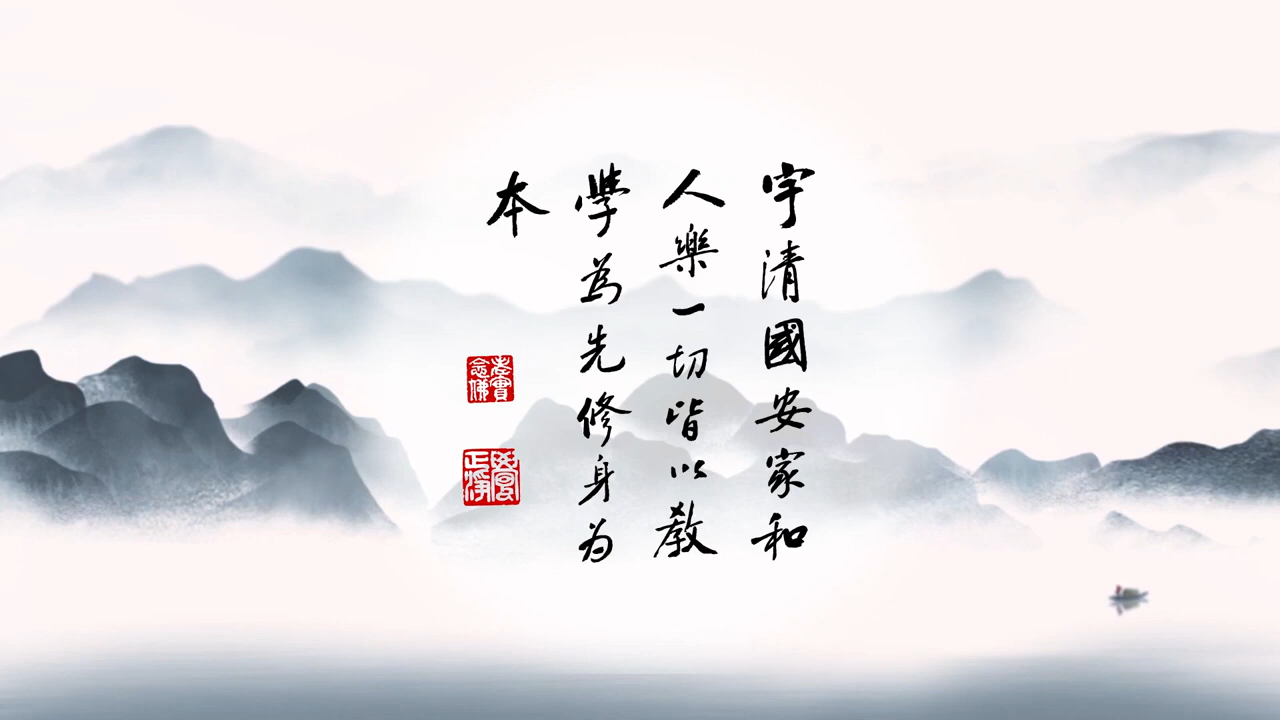 宇清國安家和
人樂一切皆以教
學為先修身为
本
老實
念佛